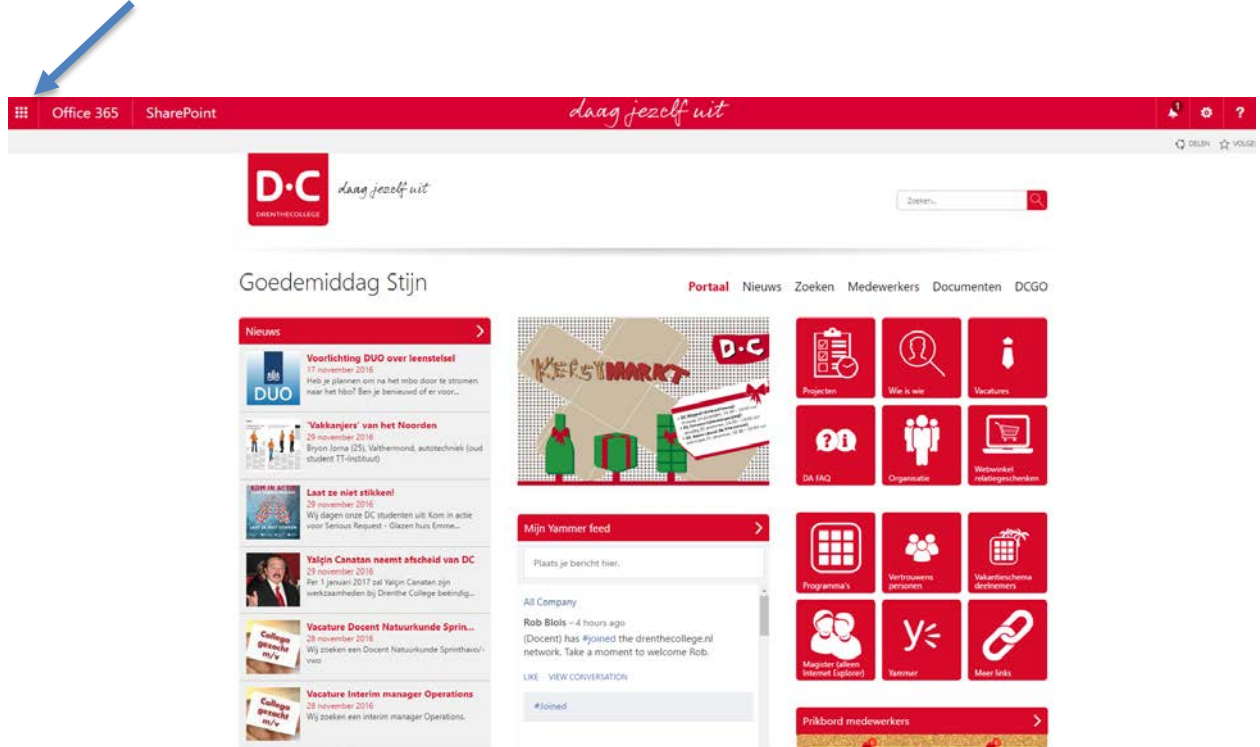 Office 365
SharePoint
daag jezelf uit
1
?
DELEN
D·C
DRENTHECOLLEGE
daag jezelf uit
Zoeken...
Goedemiddag Stijn
Portaal
Nieuws
Zoeken
Medewerkers
Documenten
DCGO
Nieuws
DUO
Voorlichting DUO over leenstelsel
17 november 2016
Heb je plannen om na het mbo door te stromen
naar het hbo? Ben je benieuwd of er voor...
'Vakkanjers' van het Noorden
29 november 2016
Bryon Jorna (25), Valthermond, autotechniek (oud
student TT-Instituut)
KOM IN ACTIE
Laat ze niet stikken!
29 november 2016
Wij dagen onze DC studenten uit: Kom in actie
voor Serious Request - Glazen huis Emme...
Yalçin Canatan neemt afscheid van DC
29 november 2016
Per 1 januari 2017 zal Yalçin Canatan zijn
werkzaamheden bij Drenthe College beëindig...
Collega
gezocht
m/v
Vacature Docent Natuurkunde Sprin...
28 november 2016
Wij zoeken een Docent Natuurkunde Sprinthavo/-
vwo
Collega
gezocht
m/v
Vacature Interim manager Operations
28 november 2016
Wij zoeken een interim manager Operations.
KEERSTMARKT
D·C
Mijn Yammer feed
Plaats je bericht hier.
All Company
Rob Blois – 4 hours ago
(Docent) has #joined the drenthecollege.nl
network. Take a moment to welcome Rob.
LIKE VIEW CONVERSATION
#Joined
Projecten
Wie is wie
Vacatures
DA FAQ
Organisatie
Webwinkel
relatiegeschenken
Programma's
Vertrouwens
personen
Vakantieschema
deelnemers
Magister (alleen
Internet Explorer)
Yammer
Meer links
Prikbord medewerkers